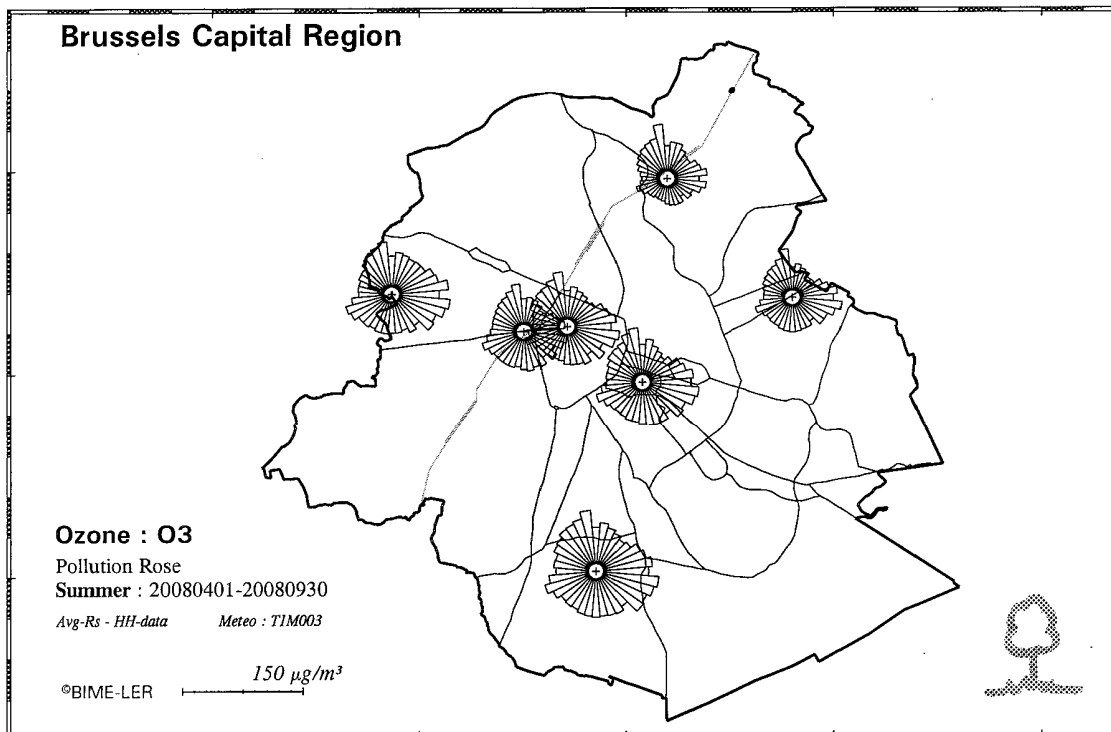 Brussels Capital Region
Ozone : O3
Pollution Rose
Summer : 20080401-20080930
Avg-Rs - HH-data Meteo : T1M003
150 µg/m³
©BIME-LER